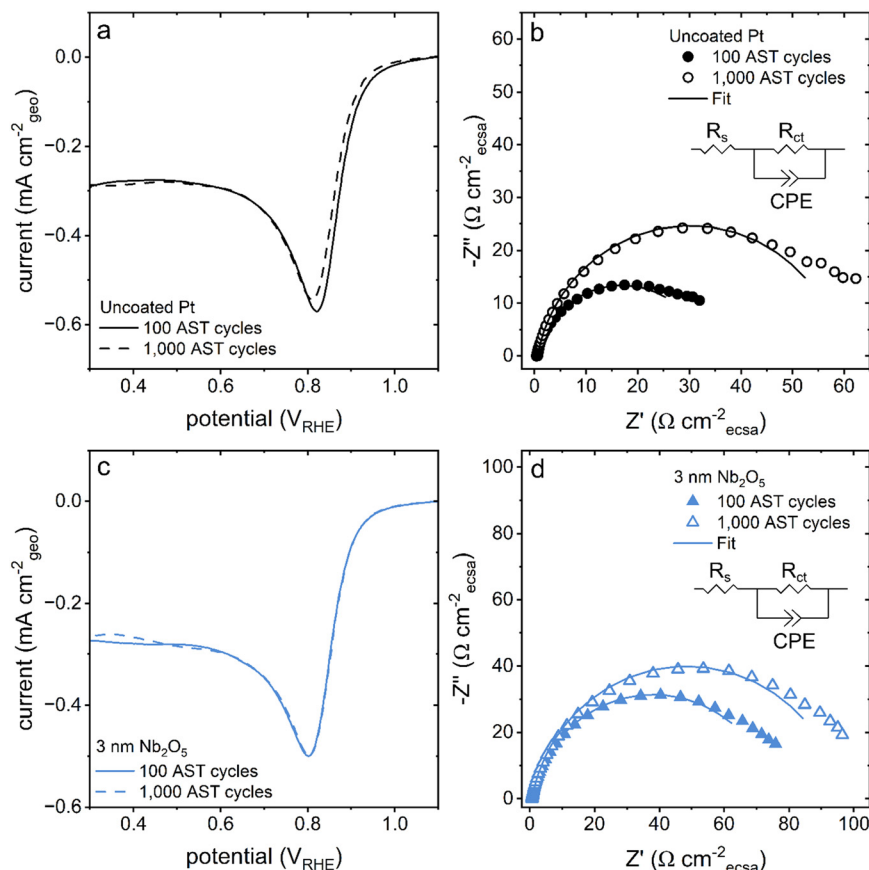 a
0.0
-0.2
-0.4
-0.6
current (mA cm⁻²geo)
Uncoated Pt
100 AST cycles
1,000 AST cycles
0.4
0.6
0.8
1.0
potential (V_RHE)
b
60
50
40
30
20
10
0
-Z" (Ω cm⁻²ecsa)
Uncoated Pt
100 AST cycles
1,000 AST cycles
Fit
Rs
Rct
CPE
0
10
20
30
40
50
60
Z' (Ω cm⁻²ecsa)
c
0.0
-0.2
-0.4
-0.6
current (mA cm⁻²geo)
3 nm Nb₂O₅
100 AST cycles
1,000 AST cycles
0.4
0.6
0.8
1.0
potential (V_RHE)
d
100
80
60
40
20
0
-Z" (Ω cm⁻²ecsa)
3 nm Nb₂O₅
100 AST cycles
1,000 AST cycles
Fit
Rs
Rct
CPE
0
20
40
60
80
100
Z' (Ω cm⁻²ecsa)